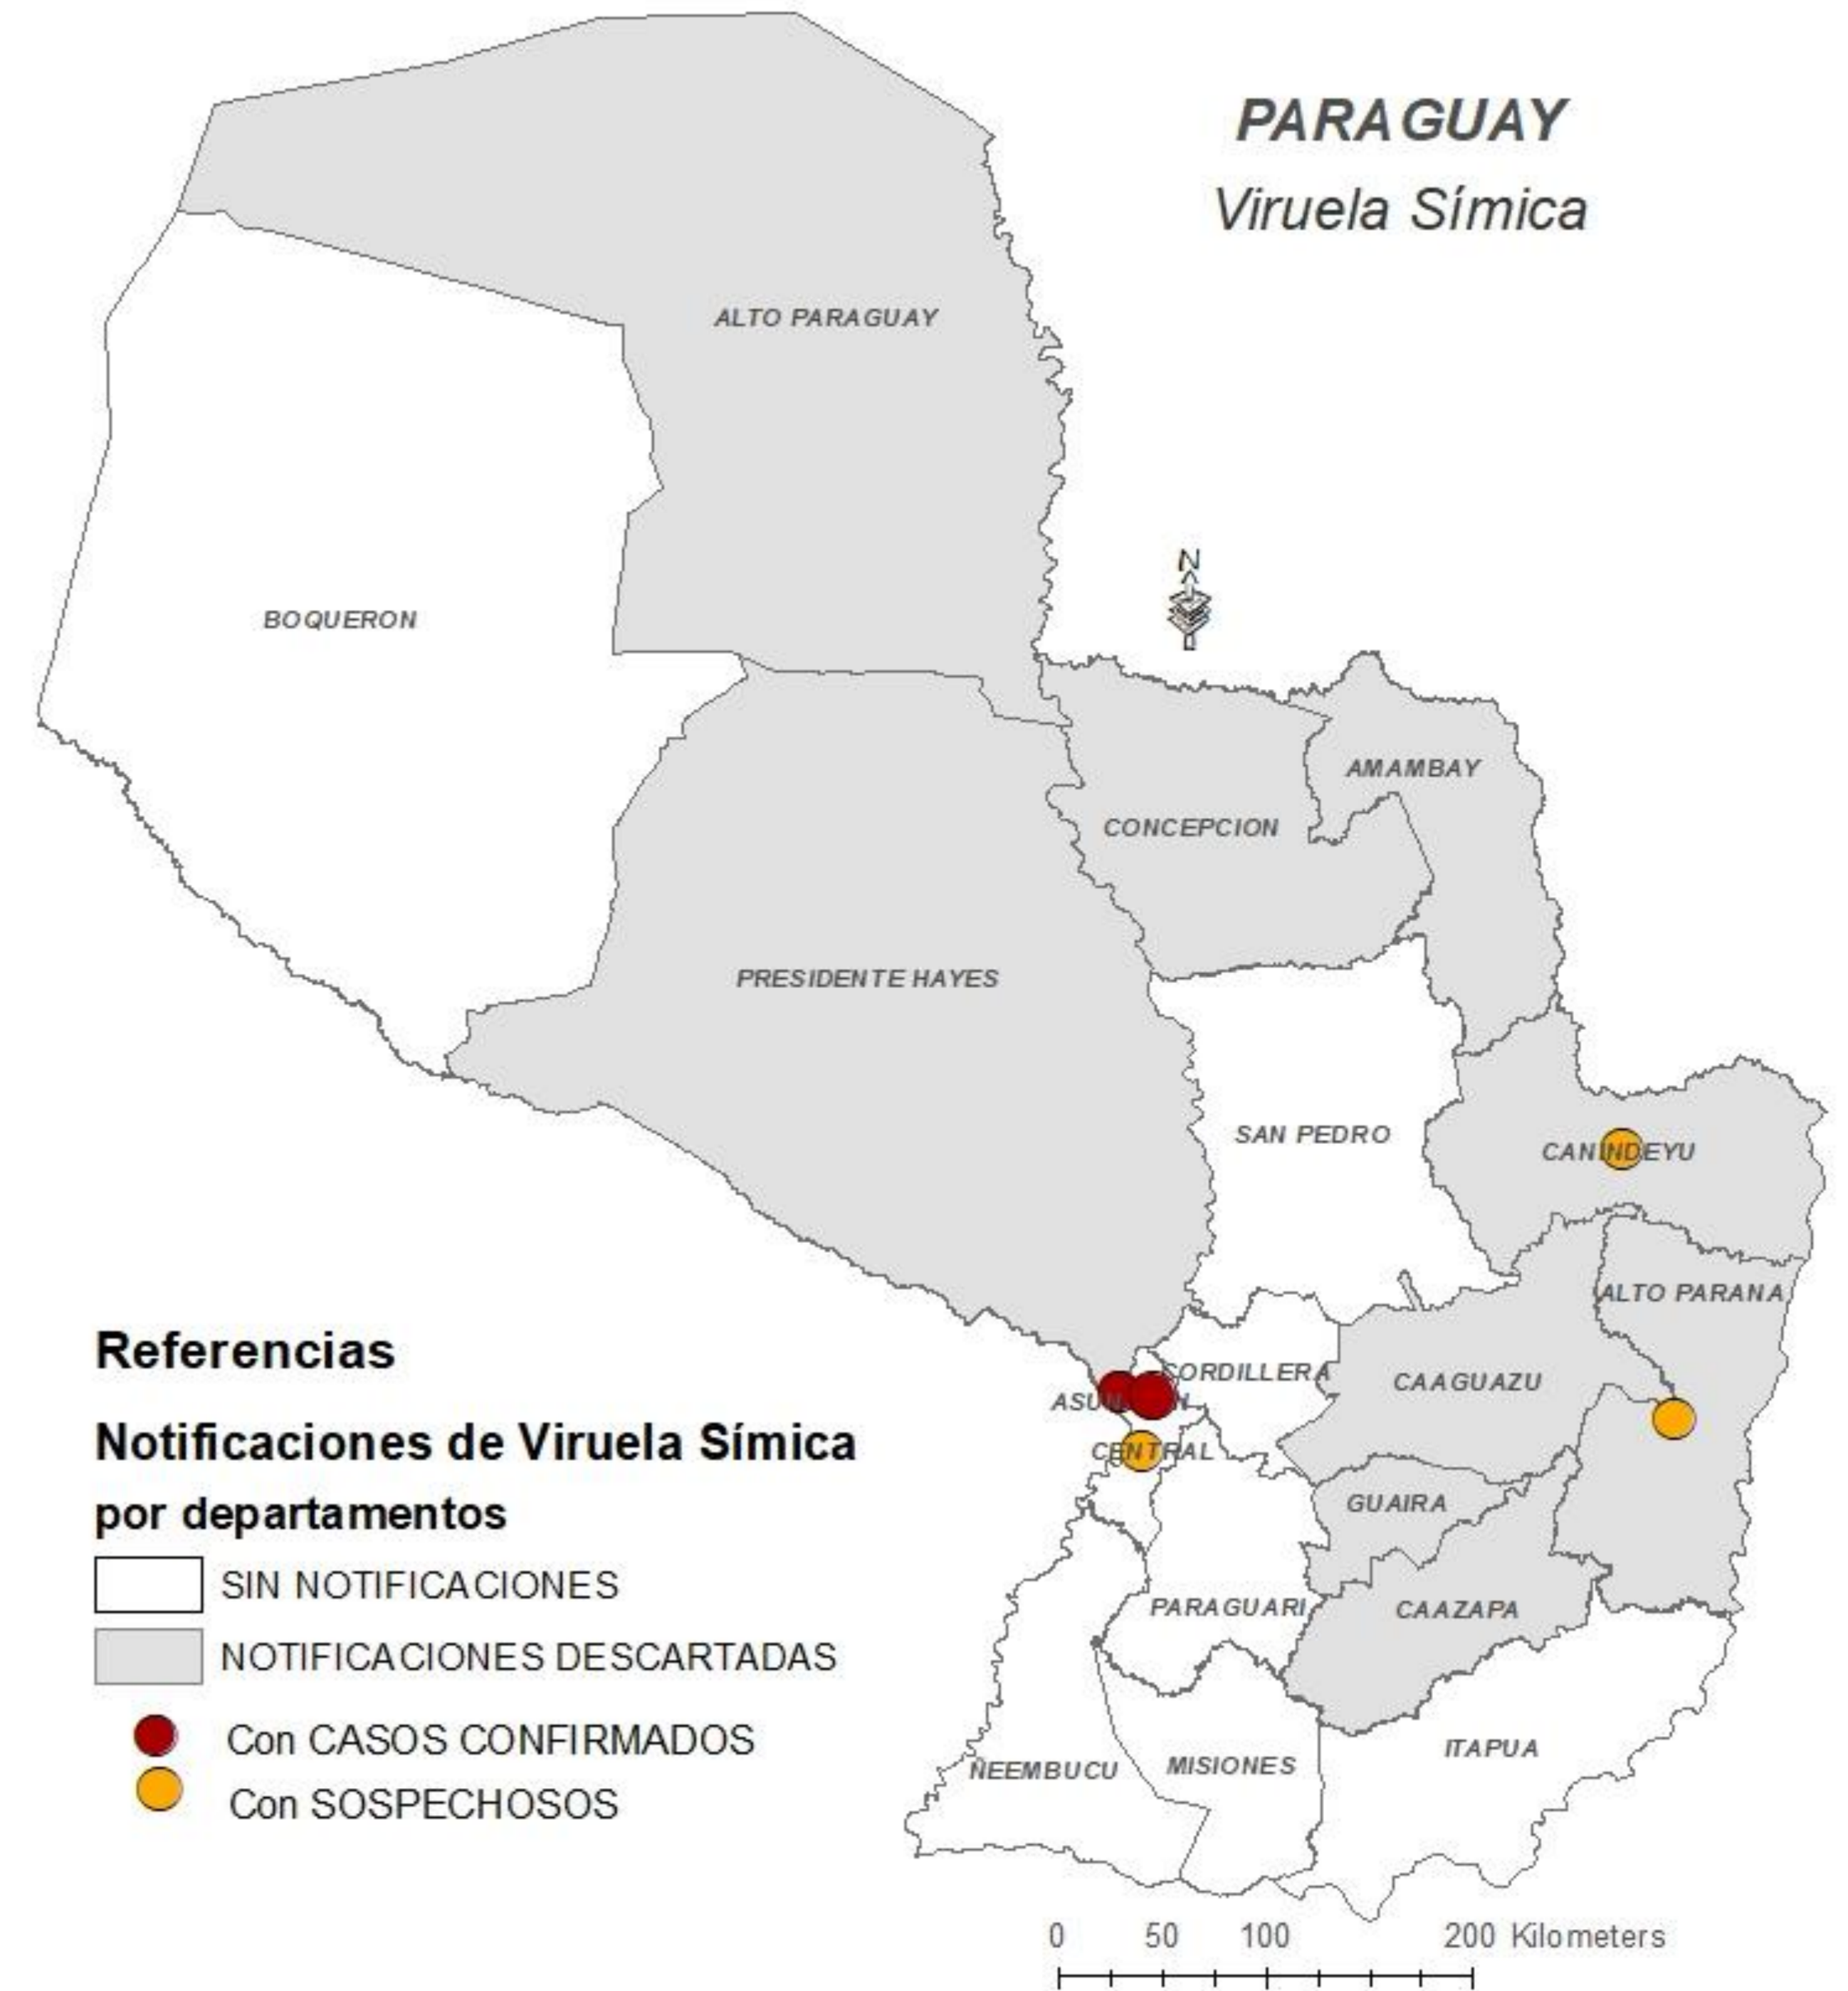 PARAGUAY
Viruela Símica
ALTO PARAGUAY
N
BOQUERON
AMAMBAY
CONCEPCION
PRESIDENTE HAYES
SAN PEDRO
CANINDEYU
ALTO PARANA
CORDILLERA
CAAGUAZU
CENTRAL
GUAIRA
PARAGUARI
CAAZAPA
ITAPUA
MISIONES
ÑEEMBUCU
Referencias
Notificaciones de Viruela Símica
por departamentos
SIN NOTIFICACIONES
NOTIFICACIONES DESCARTADAS
Con CASOS CONFIRMADOS
Con SOSPECHOSOS
0 50 100 200 Kilometers